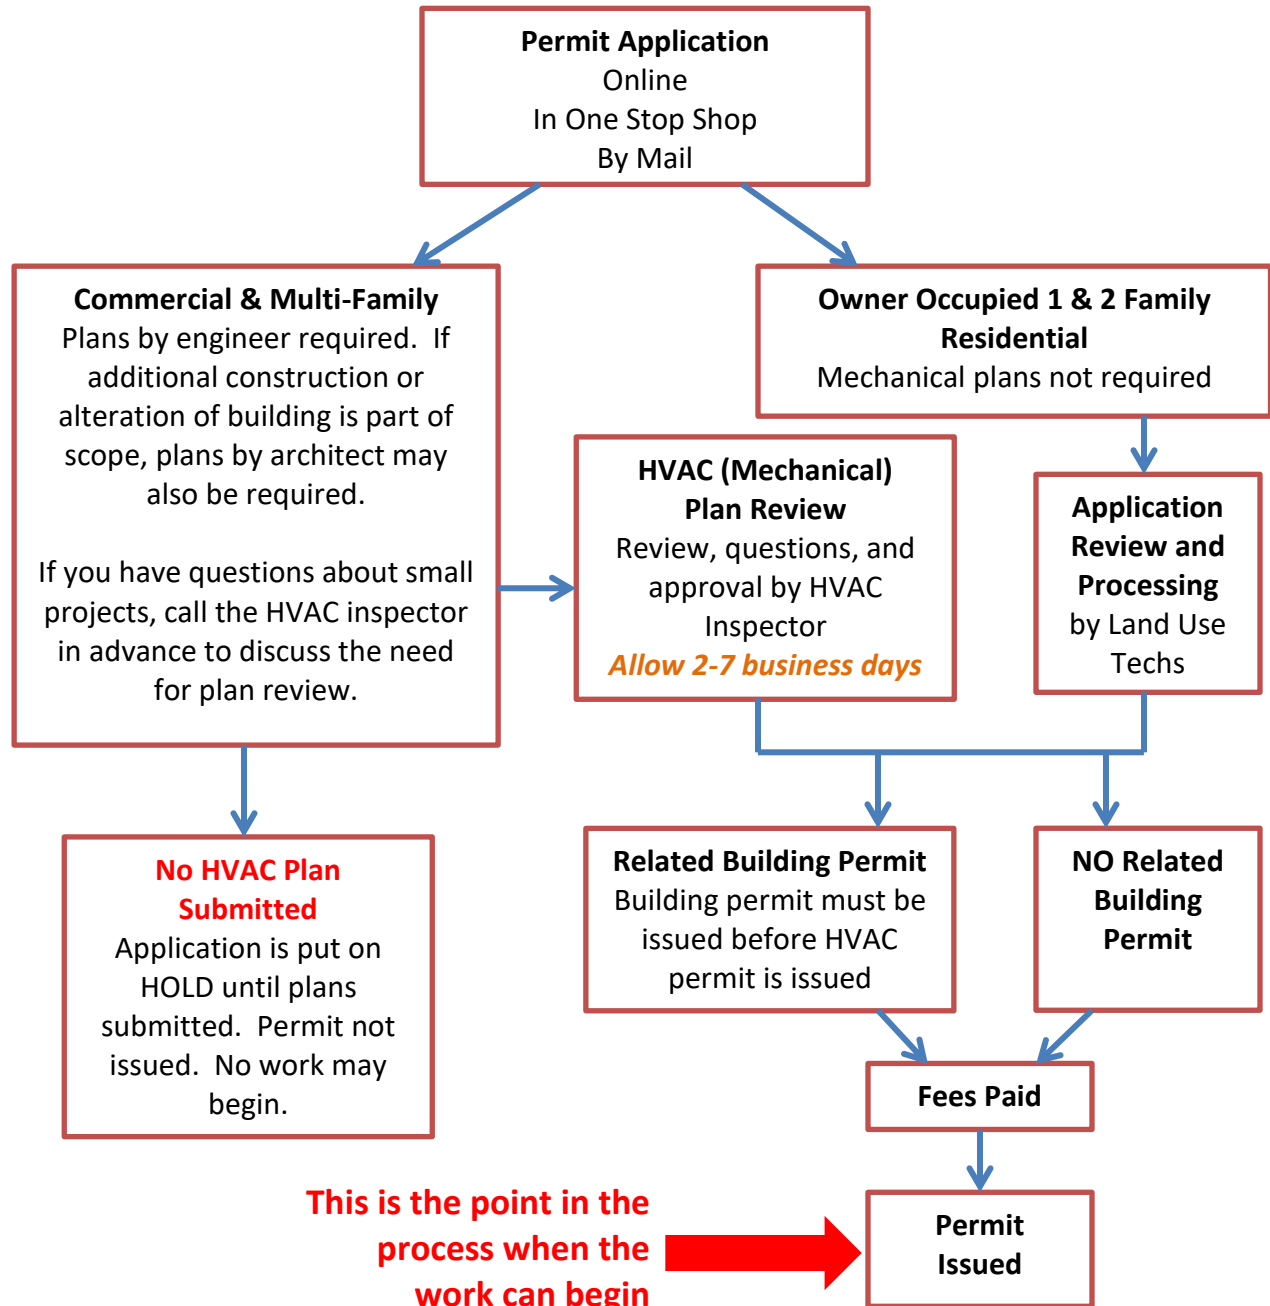 Permit Application
Online
In One Stop Shop
By Mail
Commercial & Multi-Family
Plans by engineer required.  If
additional construction or
alteration of building is part of
scope, plans by architect may
also be required.
If you have questions about small
projects, call the HVAC inspector
in advance to discuss the need
for plan review.
Owner Occupied 1 & 2 Family
Residential
Mechanical plans not required
HVAC (Mechanical)
Plan Review
Review, questions, and
approval by HVAC
Inspector
Allow 2-7 business days
Application
Review and
Processing
by Land Use
Techs
No HVAC Plan
Submitted
Application is put on
HOLD until plans
submitted.  Permit not
issued.  No work may
begin.
Related Building Permit
Building permit must be
issued before HVAC
permit is issued
NO Related
Building
Permit
Fees Paid
This is the point in the
process when the
work can begin
Permit
Issued